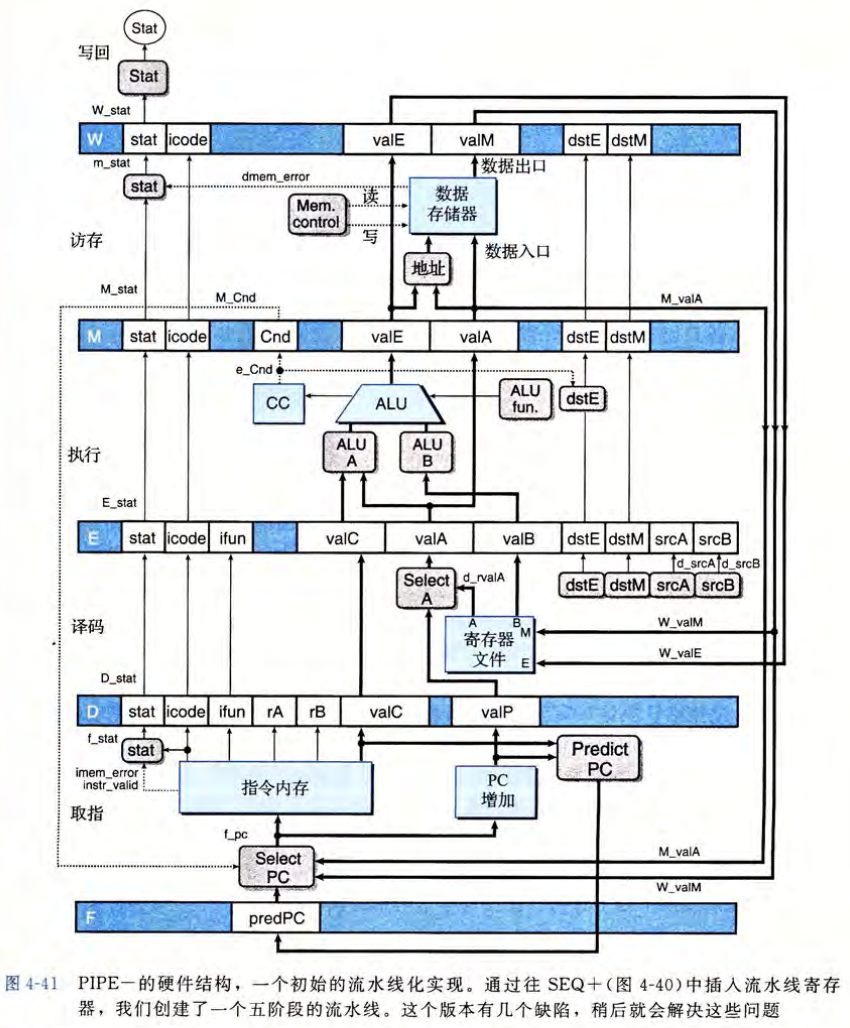 Stat
写回
Stat
W_stat
W stat icode valE valM dstE dstM
m_stat
数据出口
stat
dmem_error
读
数据
存储器
Mem.
control
写
访存
数据入口
地址
M_stat
M_Cnd
M_valA
M stat icode Cnd valE valA dstE dstM
e_Cnd
CC
ALU
ALU
fun.
dstE
ALU
A
ALU
B
执行
E_stat
E stat icode ifun valC valA valB dstE dstM srcA srcB
d_srcA d_srcB
Select
A
d_rvalA
dstE dstM srcA srcB
A B
M
寄存器
文件
E
W_valM
译码
W_valE
D_stat
D stat icode ifun rA rB valC valP
f_stat
stat
Predict
PC
imem_error
instr_valid
指令内存
PC
增加
取指
f_pc
Select
PC
M_valA
W_valM
F predPC
图 4-41 PIPE－的硬件结构，一个初始的流水线化实现。通过往 SEQ＋(图 4-40)中插入流水线寄存
器，我们创建了一个五阶段的流水线。这个版本有几个缺陷，稍后就会解决这些问题